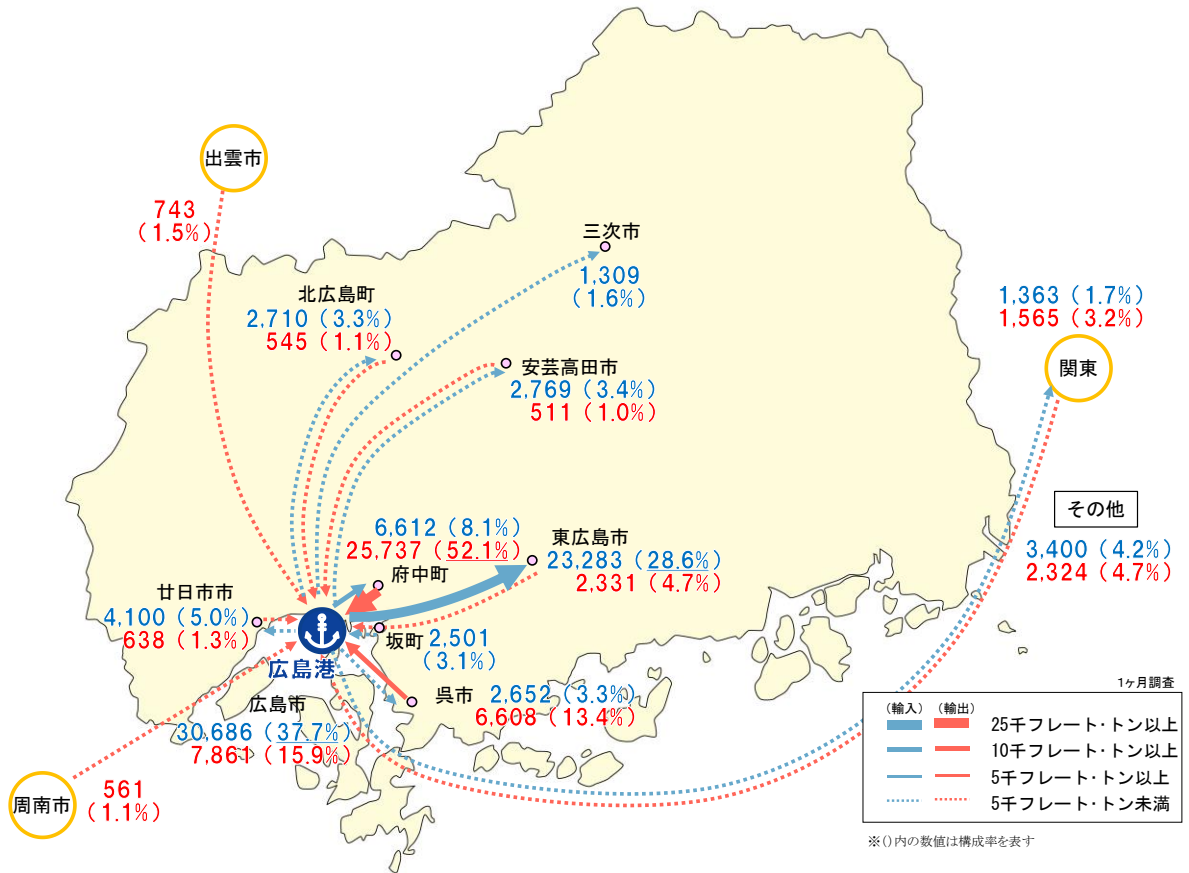 出雲市
743
(1.5%)
三次市
1,309
(1.6%)
北広島町
2,710 (3.3%)
545 (1.1%)
1,363 (1.7%)
1,565 (3.2%)
関東
安芸高田市
2,769 (3.4%)
511 (1.0%)
その他
3,400 (4.2%)
2,324 (4.7%)
6,612 (8.1%)
25,737 (52.1%)
府中町
東広島市
23,283 (28.6%)
2,331 (4.7%)
廿日市市
4,100 (5.0%)
638 (1.3%)
広島港
坂町 2,501
(3.1%)
呉市 2,652 (3.3%)
6,608 (13.4%)
広島市
30,686 (37.7%)
7,861 (15.9%)
周南市
561
(1.1%)
1ヶ月調査
(輸入) (輸出)
25千フレート・トン以上
10千フレート・トン以上
5千フレート・トン以上
5千フレート・トン未満
※()内の数値は構成率を表す